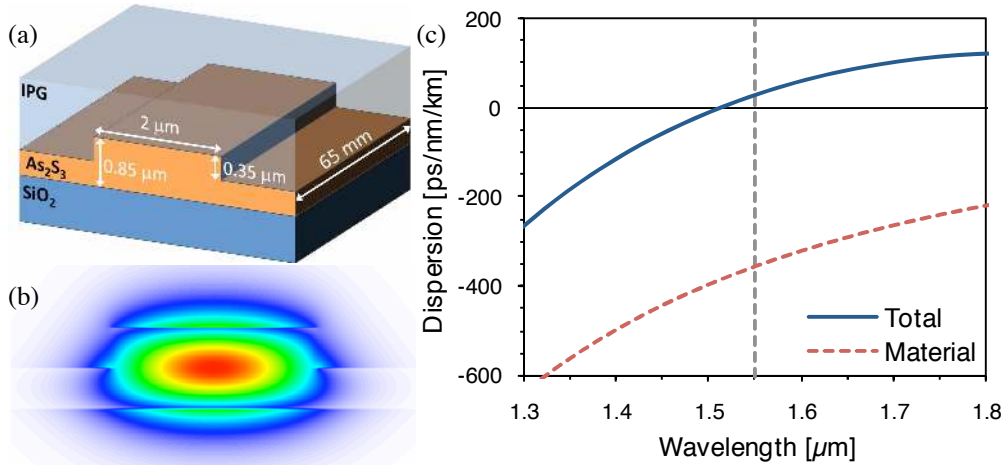 (a)
IPG
2 µm
As₂S₃
0.85 µm
0.35 µm
65 mm
SiO₂
(b)
(c)
Dispersion [ps/nm/km]
200
0
-200
-400
-600
1.3
1.4
1.5
1.6
1.7
1.8
Wavelength [µm]
Total
Material